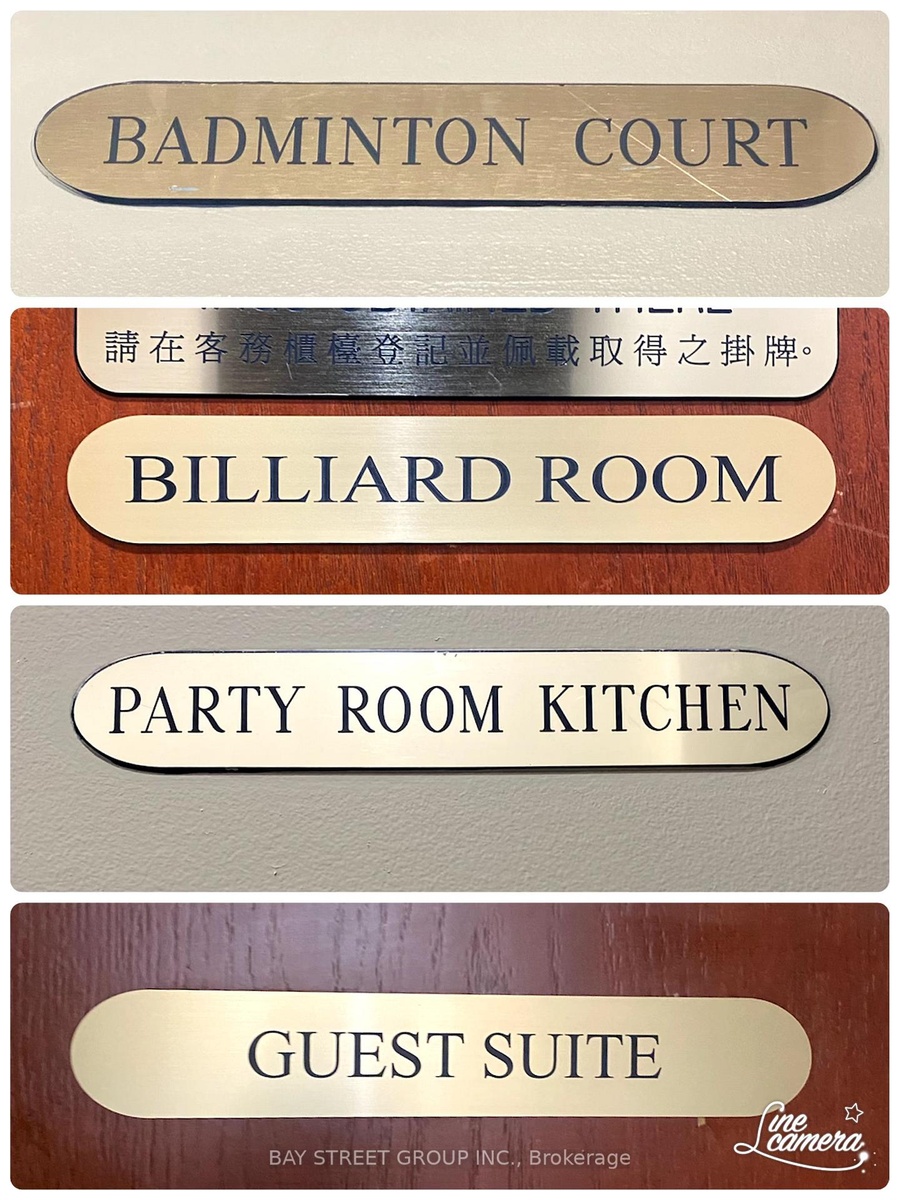 BADMINTON COURT
請在客務櫃檯登記並佩載取得之掛牌。
BILLIARD ROOM
PARTY ROOM KITCHEN
GUEST SUITE
Line camera
BAY STREET GROUP INC., Brokerage